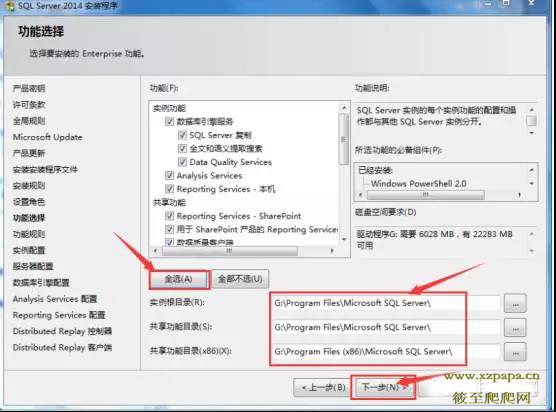 SQL Server 2014 安装程序
功能选择
选择要安装的 Enterprise 功能。
产品密钥
许可条款
全局规则
Microsoft Update
产品更新
安装安装程序文件
安装规则
设置角色
功能选择
功能规则
实例配置
服务器配置
数据库引擎配置
Analysis Services 配置
Reporting Services 配置
Distributed Replay 控制器
Distributed Replay 客户端
功能(F):
实例功能
数据库引擎服务
SQL Server 复制
全文和语义提取搜索
Data Quality Services
Analysis Services
Reporting Services - 本机
共享功能
Reporting Services - SharePoint
用于 SharePoint 产品的 Reporting Services
数据质量客户端
功能说明:
SQL Server 实例的每个实例功能的配置和操
作都与其他 SQL Server 实例分开。
所选功能的必备组件(P):
已经安装:
Windows PowerShell 2.0
磁盘空间要求(D)
驱动程序G: 需要 6028 MB，有 22283 MB
可用
全选(A)
全部不选(U)
实例根目录(R):
G:\Program Files\Microsoft SQL Server\
...
共享功能目录(S):
G:\Program Files\Microsoft SQL Server\
...
共享功能目录(x86)(X):
G:\Program Files (x86)\Microsoft SQL Server\
...
< 上一步(B)
下一步(N) >
www.xzpapa.cn
筱至爬爬网